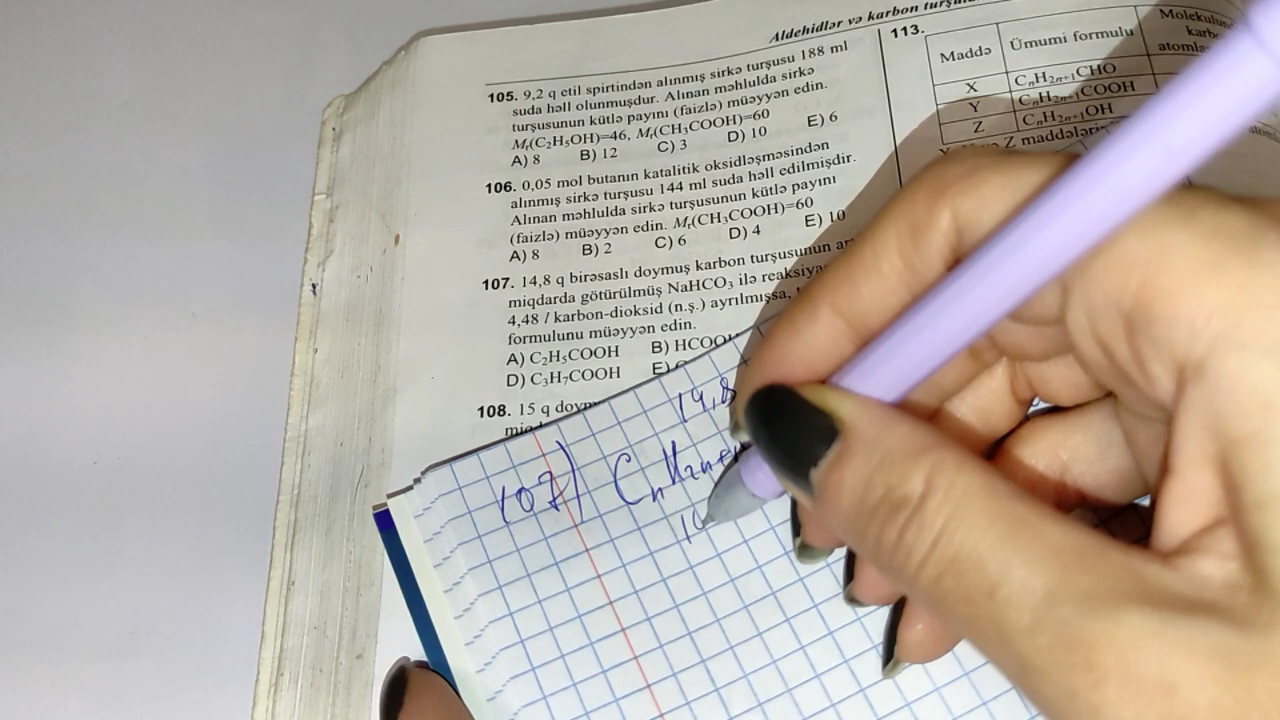 Aldehidlər və karbon
105. 9,2 q etil spirtindən alınmış sirkə turşusu 188 ml
suda həll olunmuşdur. Alınan məhlulda sirkə
turşusunun kütlə payını (faizlə) müəyyən edin.
Mᵣ(C₂H₅OH)=46, Mᵣ(CH₃COOH)=60
A) 8 B) 12 C) 3 D) 10 E) 6
106. 0,05 mol butanın katalitik oksidləşməsindən
alınmış sirkə turşusu 144 ml suda həll edilmişdir.
Alınan məhlulda sirkə turşusunun kütlə payını
(faizlə) müəyyən edin. Mᵣ(CH₃COOH)=60
A) 8 B) 2 C) 6 D) 4 E) 10
107. 14,8 q birəsaslı doymuş karbon turşusunun
miqdarda götürülmüş NaHCO₃ ilə
4,48 l karbon-dioksid (n.ş.) ayrılmışsa,
formulunu müəyyən edin.
A) C₂H₅COOH B)
D) C₃H₇COOH
108. 15 q
113.
Maddə Ümumi formulu
X CₙH₂ₙ₊₁CHO
Y CₙH₂ₙ₊₁COOH
Z CₙH₂ₙ₊₁OH
Z
14,8
107)